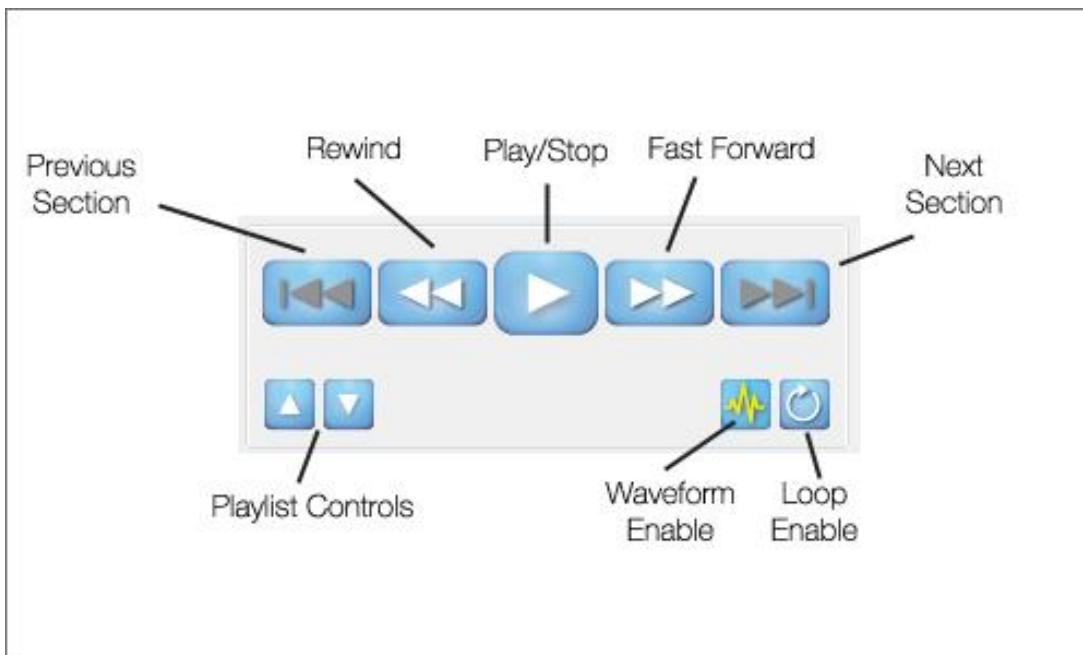 Previous
Section
Rewind
Play/Stop
Fast Forward
Next
Section
Playlist Controls
Waveform
Enable
Loop
Enable